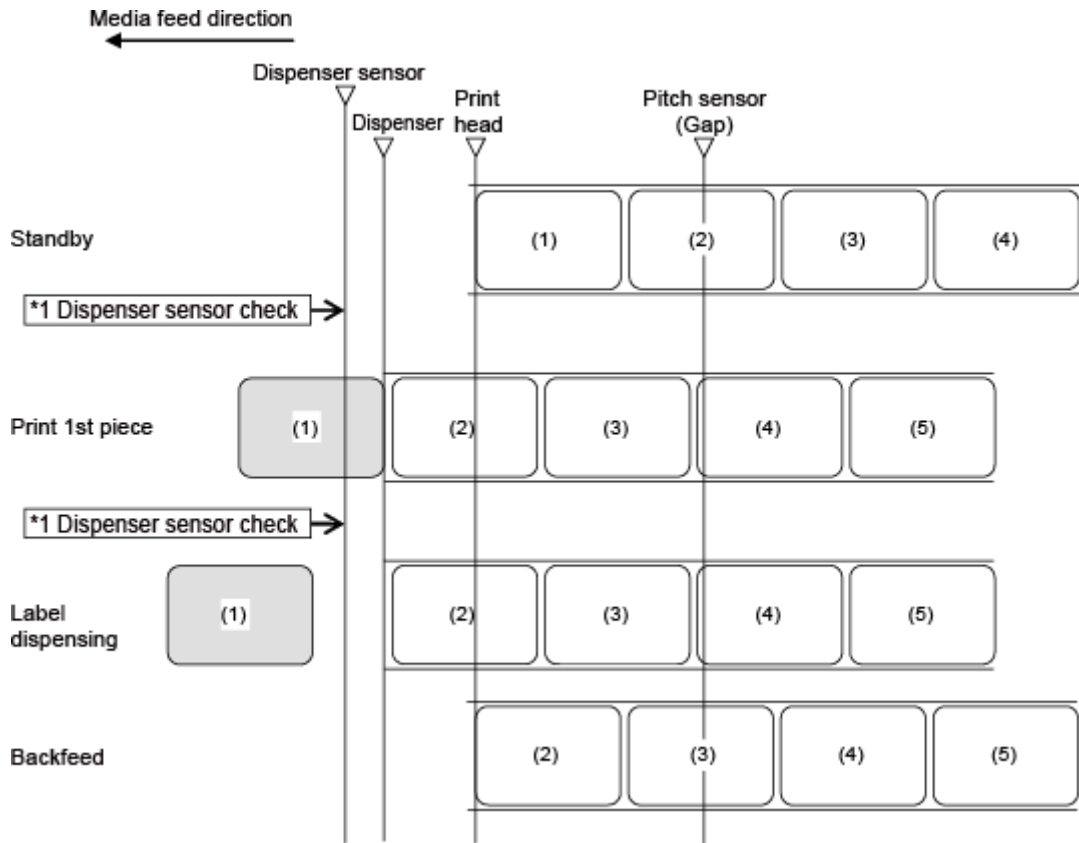 Media feed direction
Dispenser sensor
Dispenser
Print
head
Pitch sensor
(Gap)
Standby
(1) (2) (3) (4)
*1 Dispenser sensor check
Print 1st piece
(1) (2) (3) (4) (5)
*1 Dispenser sensor check
Label
dispensing
(1) (2) (3) (4) (5)
Backfeed
(2) (3) (4) (5)